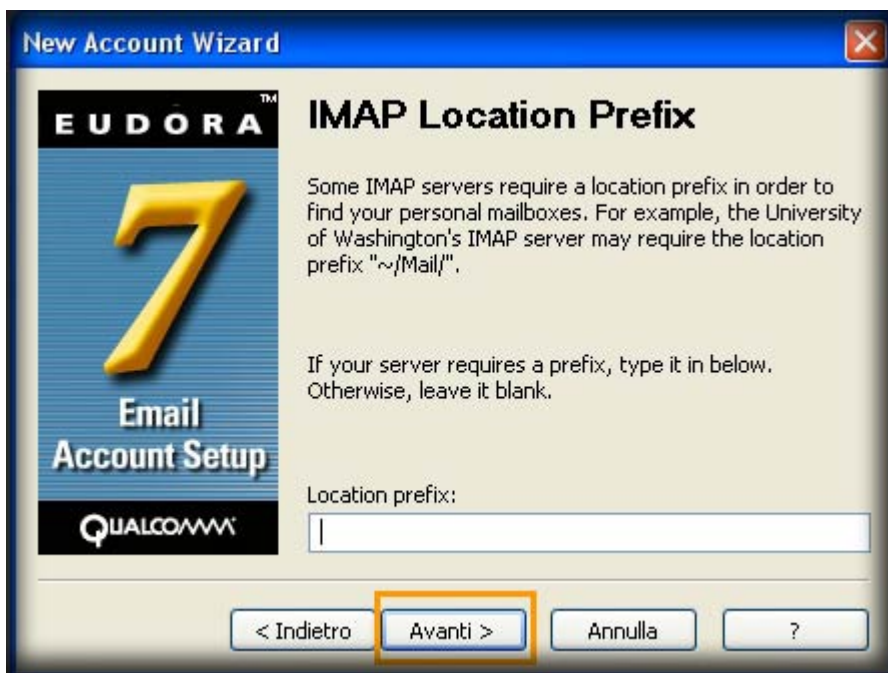 New Account Wizard
EUDORA™
7
Email
Account Setup
QUALCOMM
IMAP Location Prefix
Some IMAP servers require a location prefix in order to
find your personal mailboxes. For example, the University
of Washington's IMAP server may require the location
prefix "~/Mail/".
If your server requires a prefix, type it in below.
Otherwise, leave it blank.
Location prefix:
< Indietro
Avanti >
Annulla
?